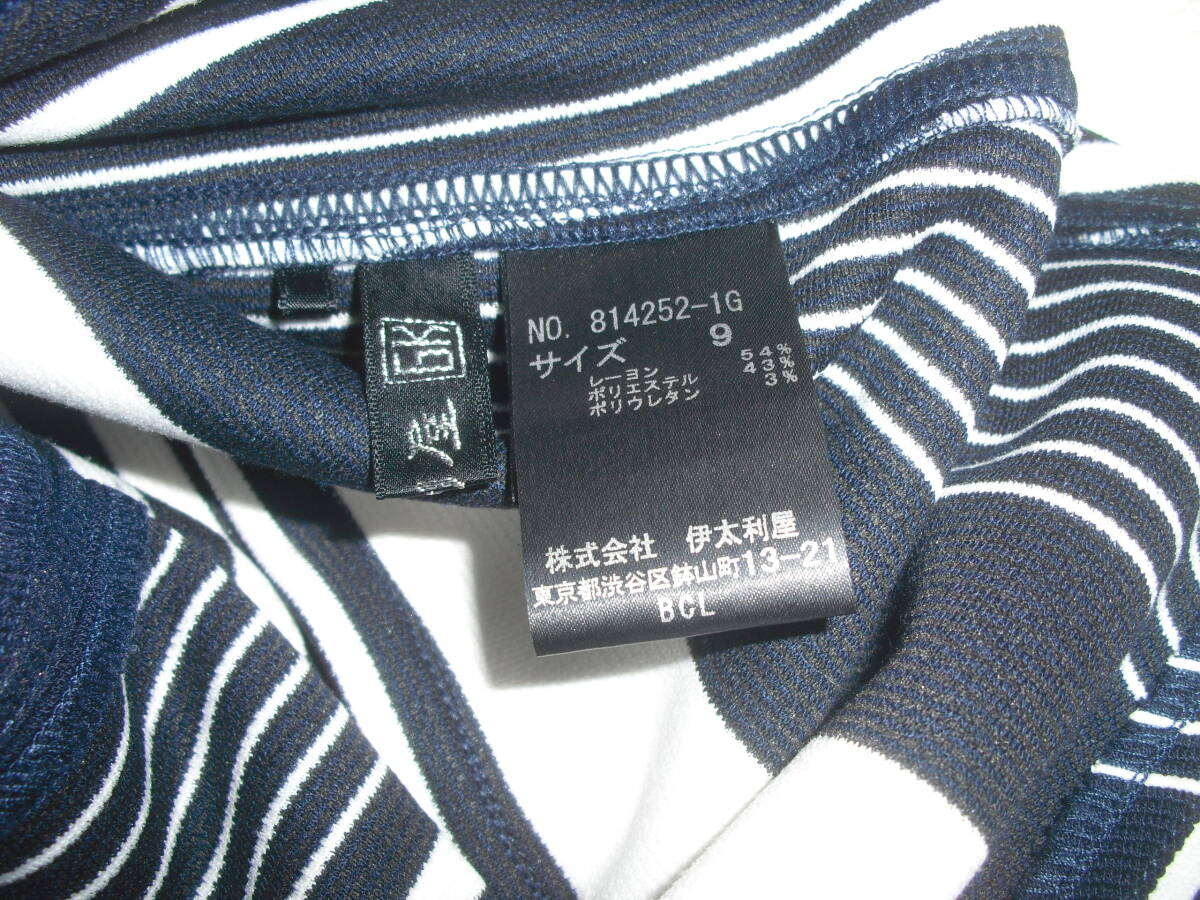 NO. 814252-1G
サイズ 9
レーヨン 54%
ポリエステル 43%
ポリウレタン 3%
株式会社 伊太利屋
東京都渋谷区鉢山町13-21
BCL